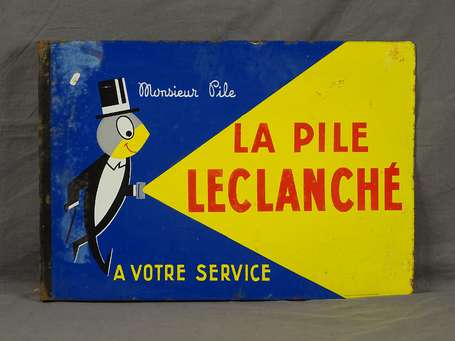 Monsieur Pile
LA PILE
LECLANCHÉ
A VOTRE SERVICE